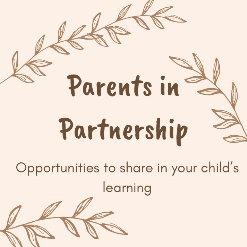 Parents in
Partnership
Opportunities to share in your child's
learning